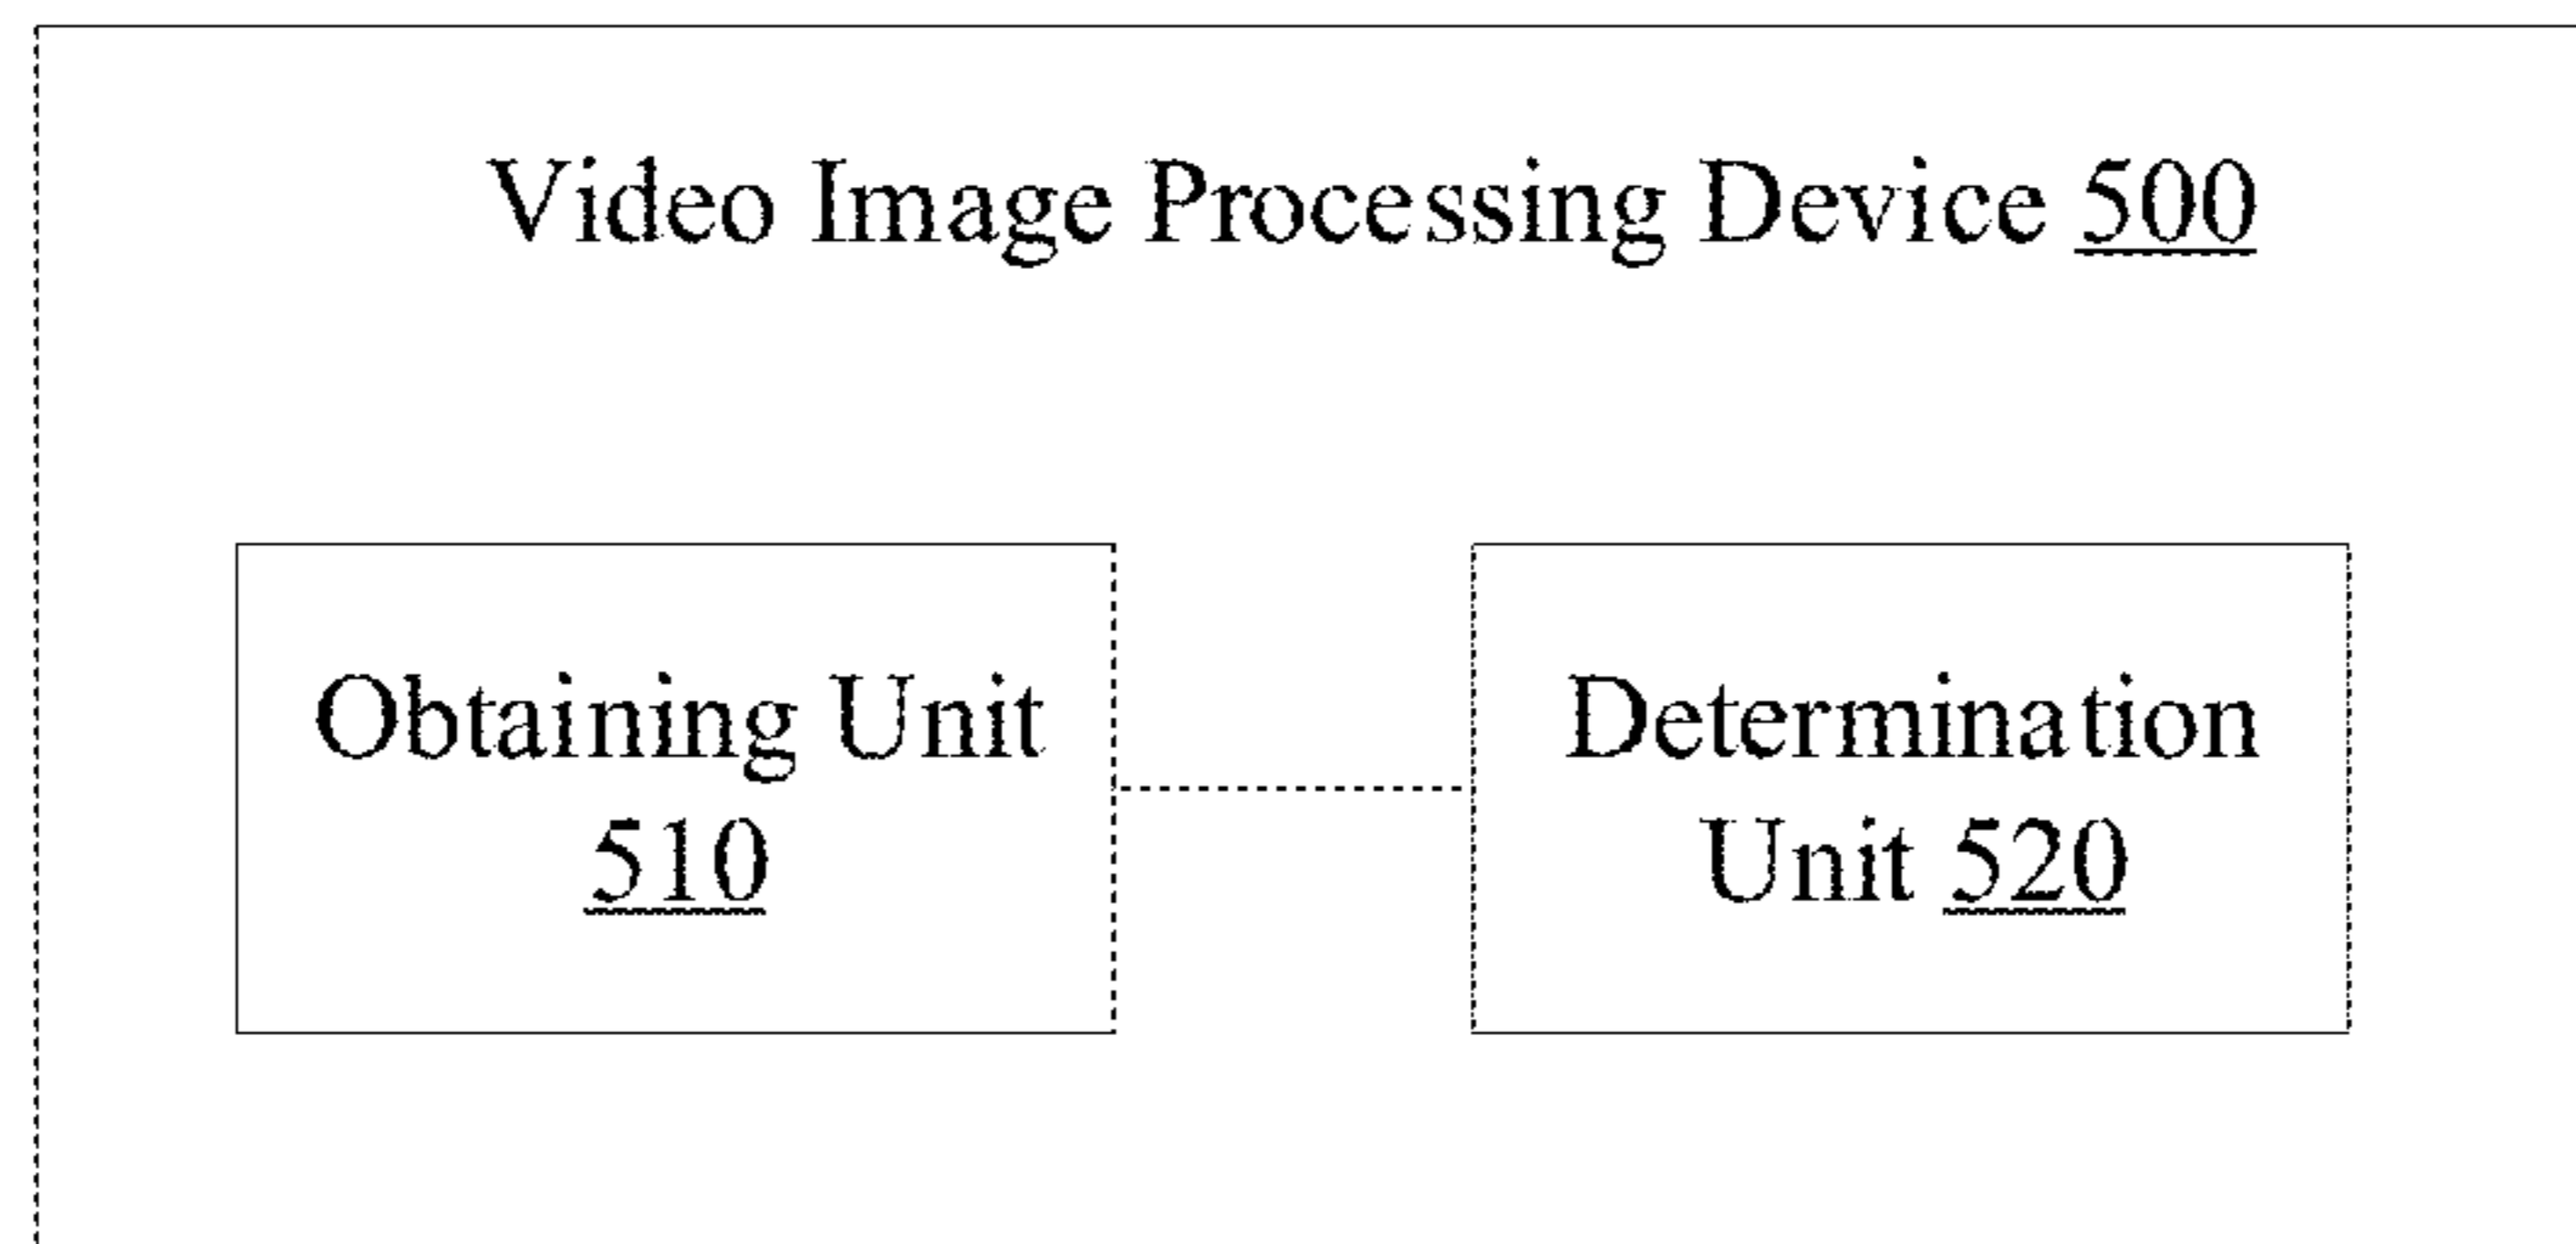 Video Image Processing Device 500
Obtaining Unit
510
Determination
Unit 520